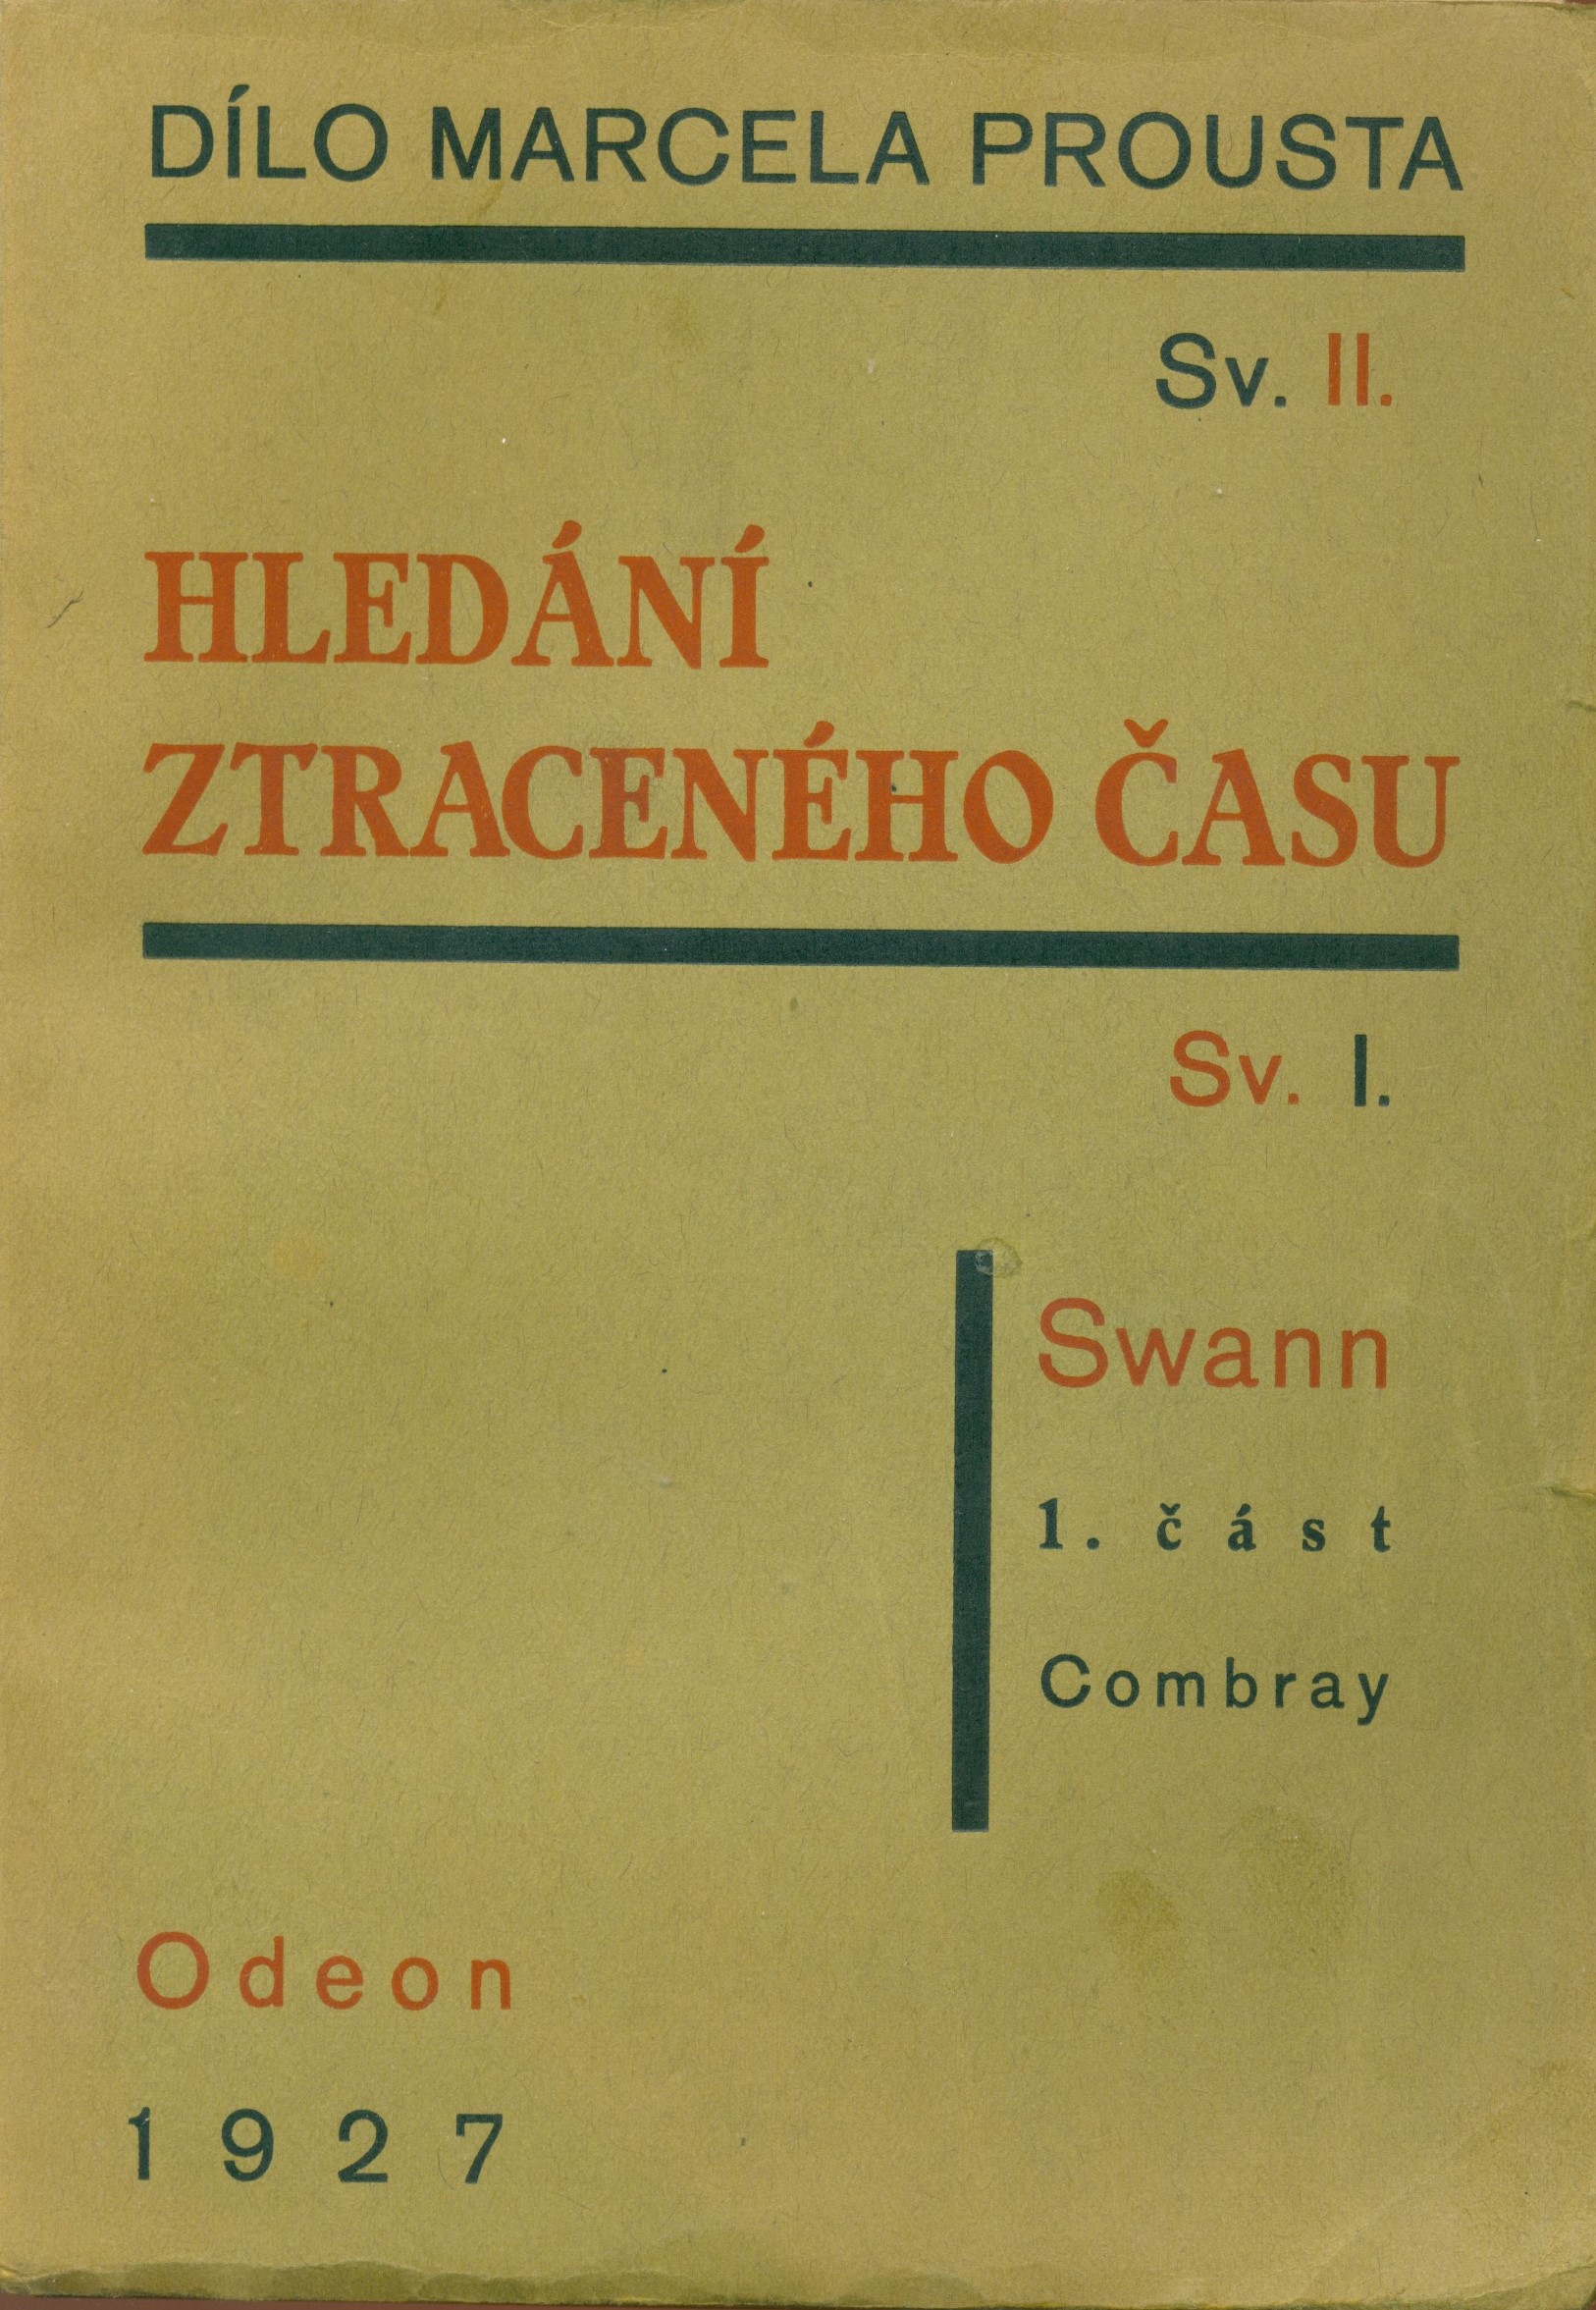 DÍLO MARCELA PROUSTA
Sv. II.
HLEDÁNÍ
ZTRACENÉHO ČASU
Sv. I.
Swann
1. část
Combray
Odeon
1927